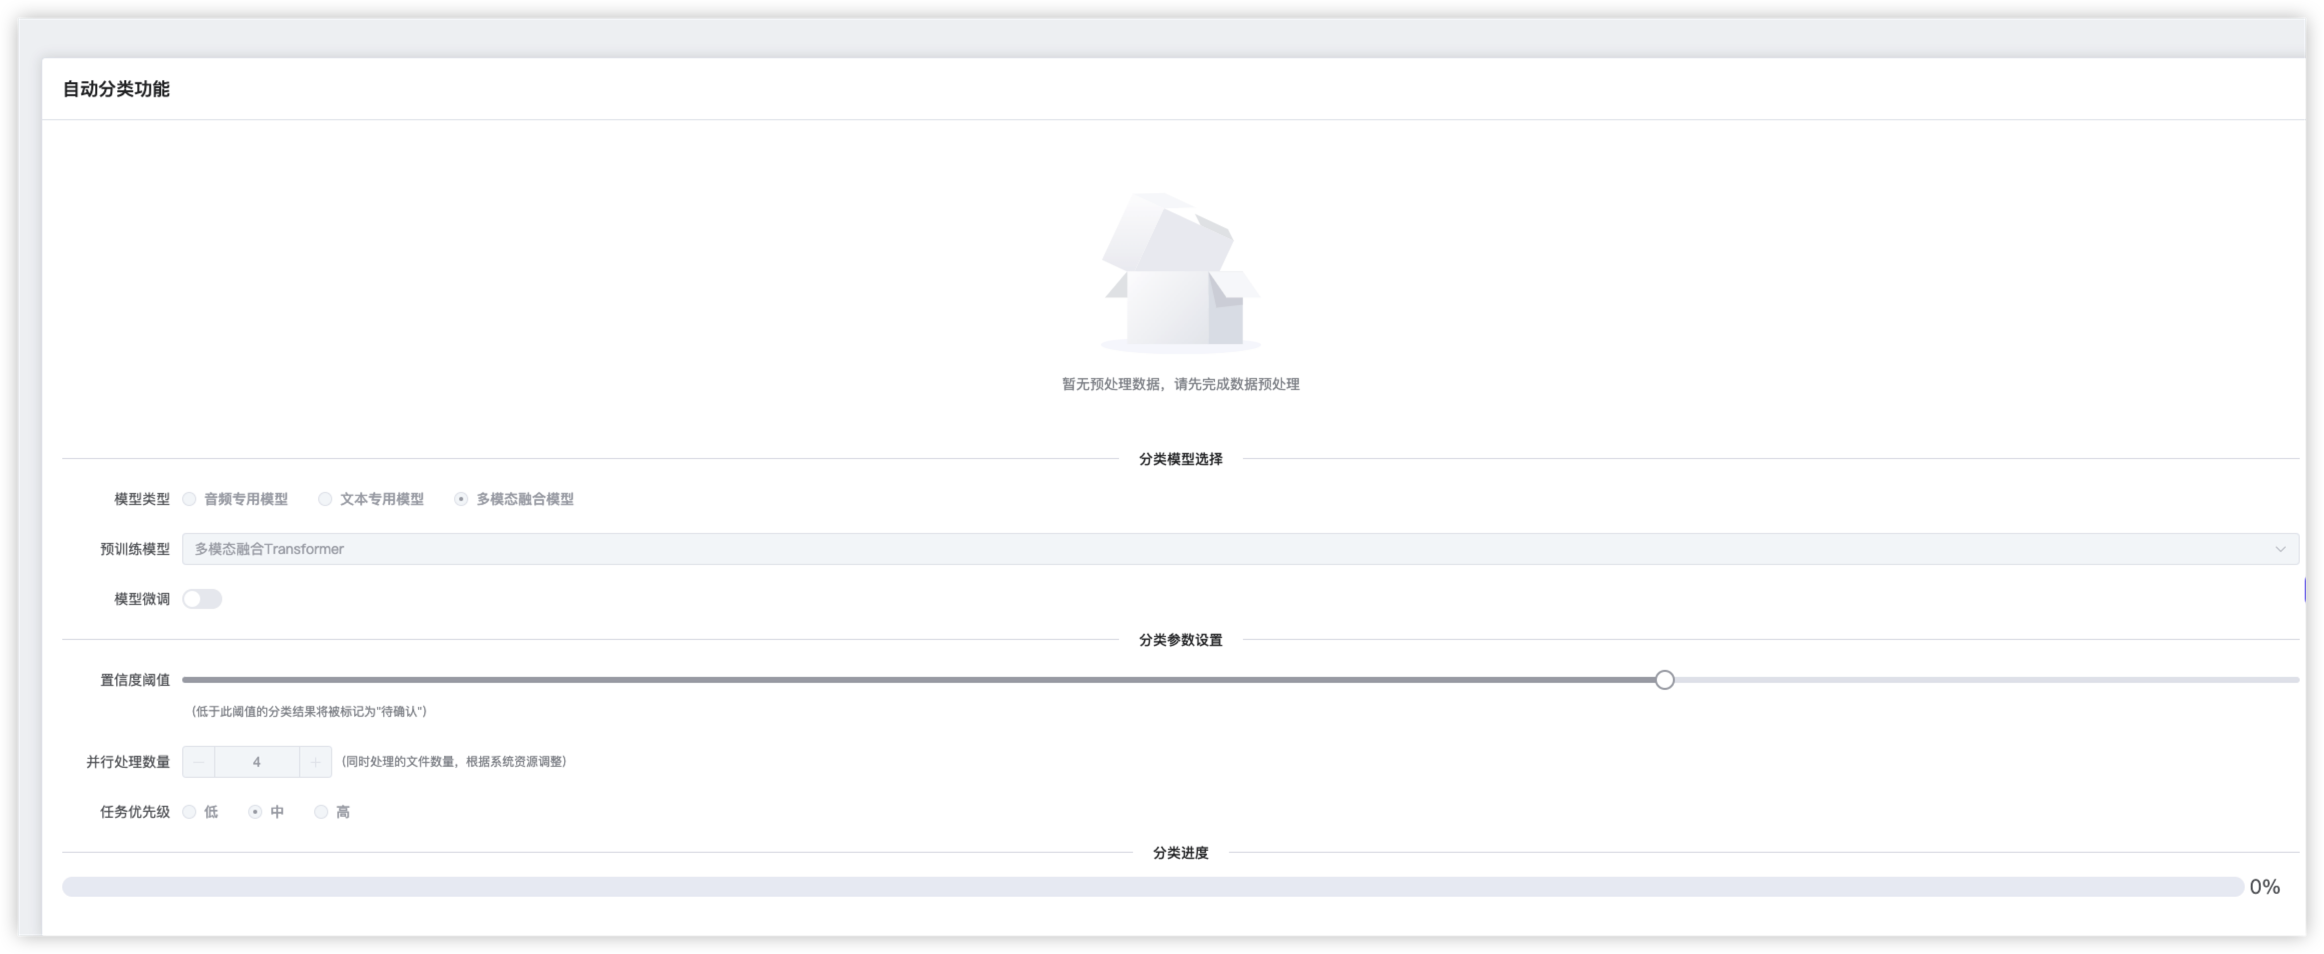 自动分类功能
暂无预处理数据，请先完成数据预处理
分类模型选择
模型类型 音频专用模型 文本专用模型 多模态融合模型
预训练模型 多模态融合Transformer
模型微调
分类参数设置
置信度阈值
(低于此阈值的分类结果将被标记为"待确认")
并行处理数量 4 (同时处理的文件数量，根据系统资源调整)
任务优先级 低 中 高
分类进度
0%